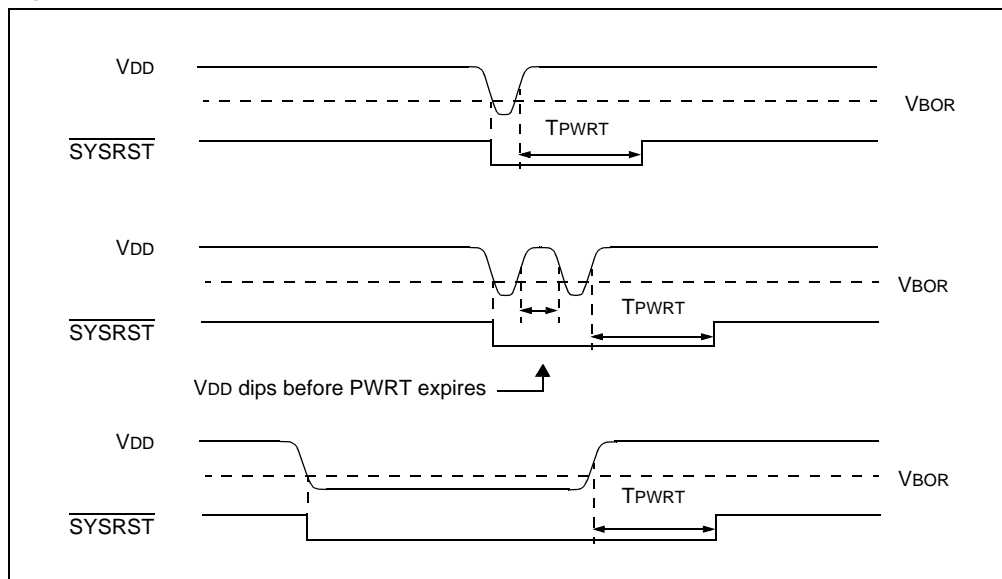 VDD
VBOR
TPWRT
SYSRST
VDD
VBOR
TPWRT
SYSRST
VDD dips before PWRT expires
VDD
VBOR
TPWRT
SYSRST